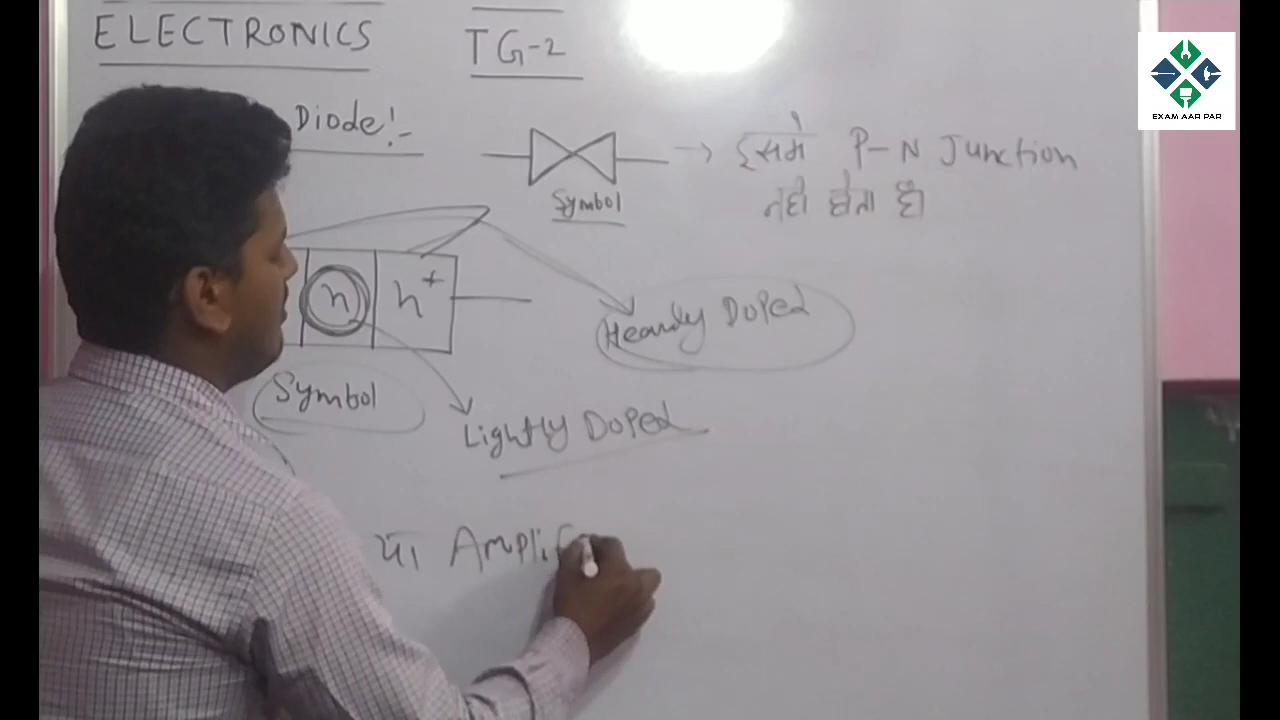 ELECTRONICS
TG-2
EXAM AAR PAR
Diode:-
Symbol
→ इसमें P-N Junction
नही होता है।
n
n+
Heavily Doped
Symbol
Lightly Doped
या Amplif